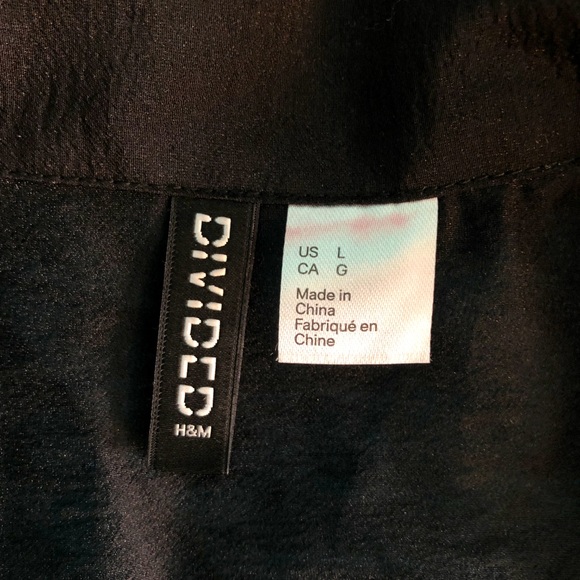 DIVIDED
H&M
US L
CA G
Made in
China
Fabriqué en
Chine